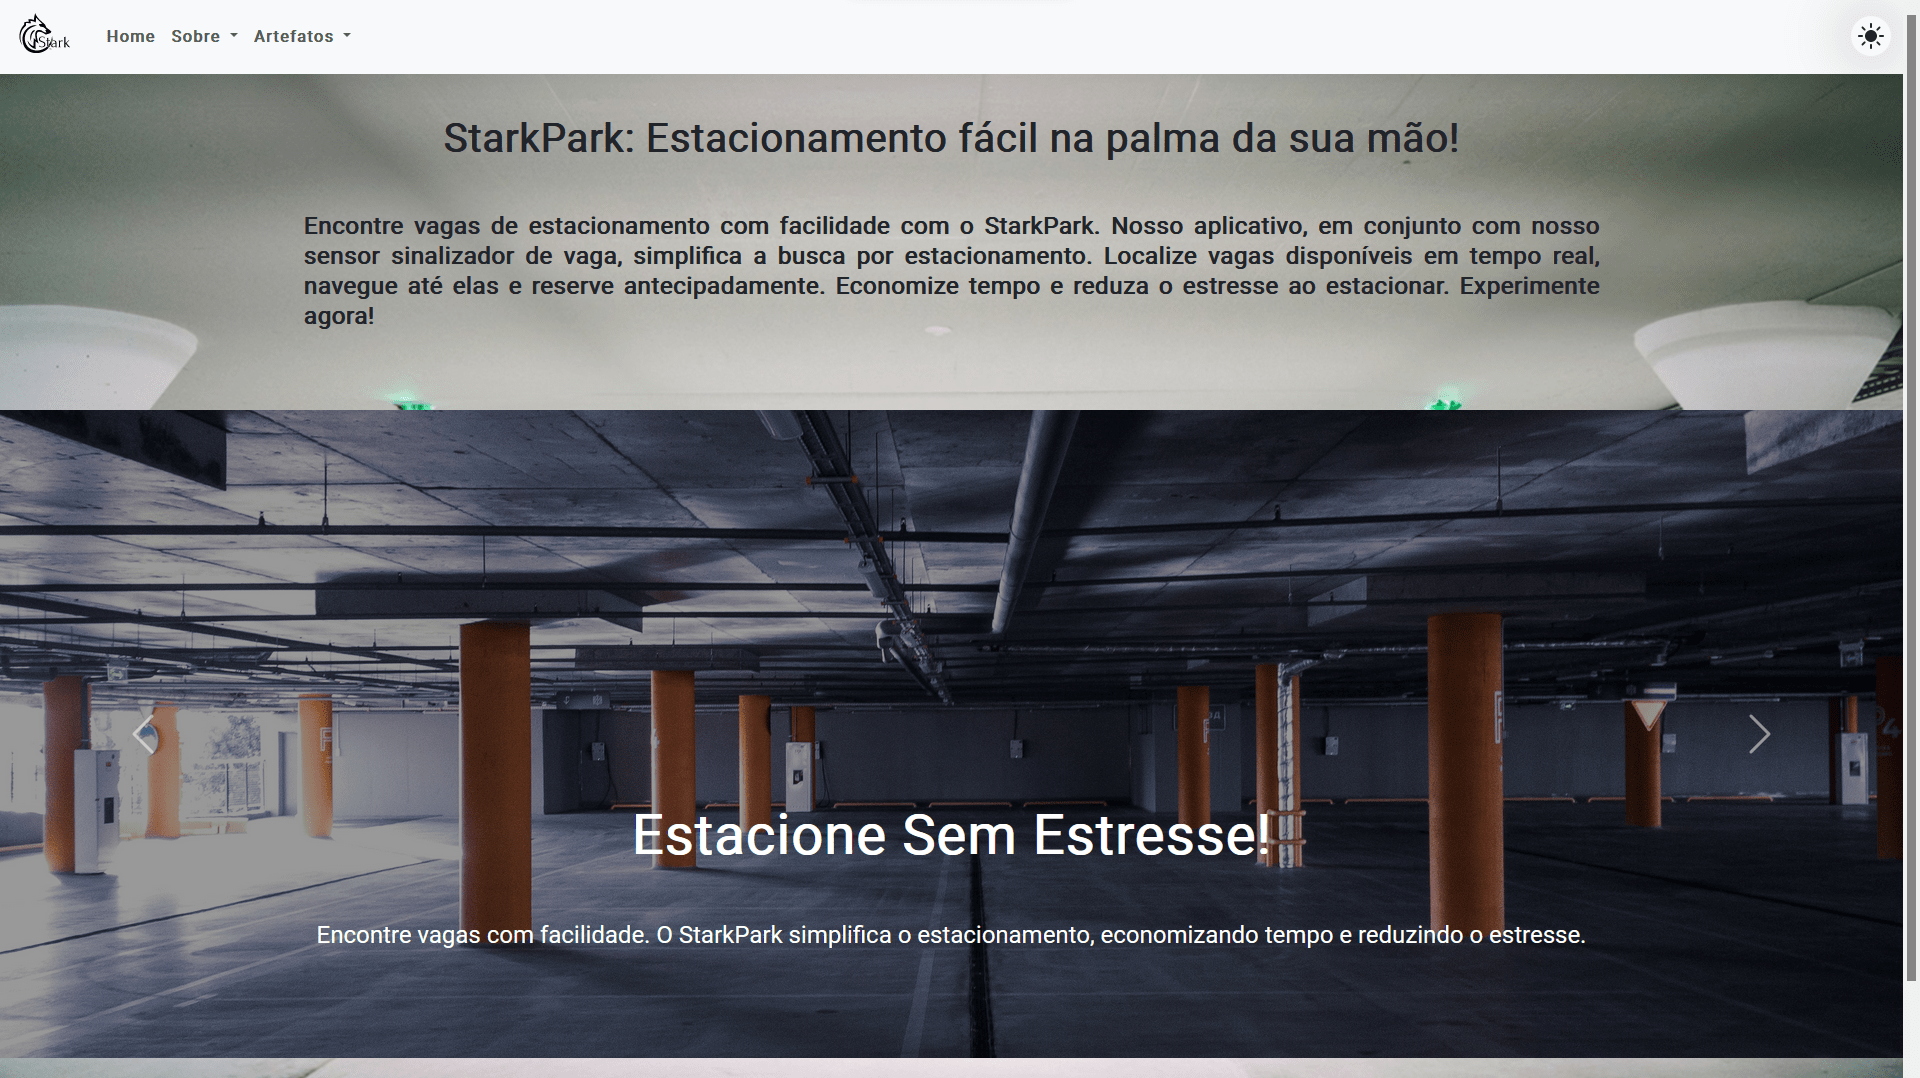 Stark
Home
Sobre
Artefatos
StarkPark: Estacionamento fácil na palma da sua mão!
Encontre vagas de estacionamento com facilidade com o StarkPark. Nosso aplicativo, em conjunto com nosso
sensor sinalizador de vaga, simplifica a busca por estacionamento. Localize vagas disponíveis em tempo real,
navegue até elas e reserve antecipadamente. Economize tempo e reduza o estresse ao estacionar. Experimente
agora!
Estacione Sem Estresse!
Encontre vagas com facilidade. O StarkPark simplifica o estacionamento, economizando tempo e reduzindo o estresse.